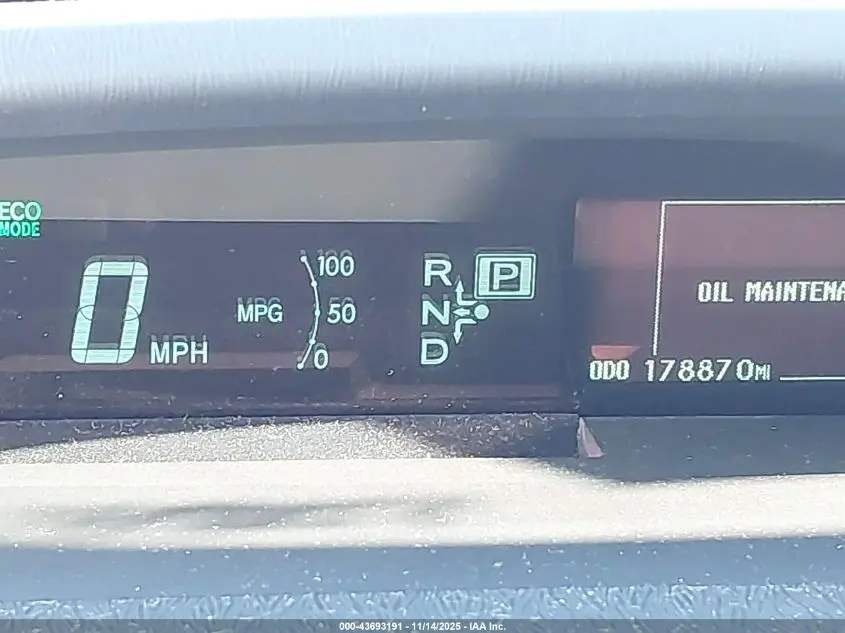 ECO
MODE
0 MPH
MPG
100
50
0
R P
N
D
OIL MAINTENA
ODO 178870MI
000-43693191 - 11/14/2025 - IAA Inc.